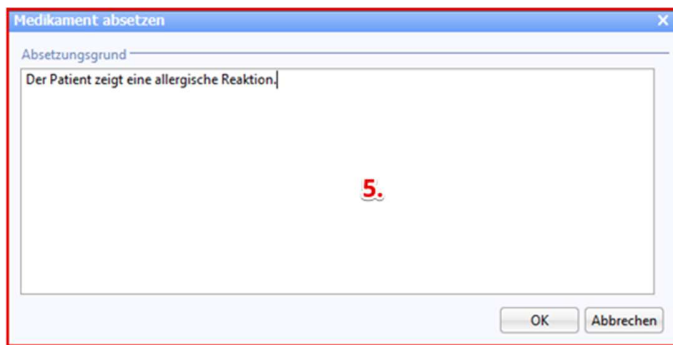 Medikament absetzen
Absetzungsgrund
Der Patient zeigt eine allergische Reaktion.
5.
OK Abbrechen